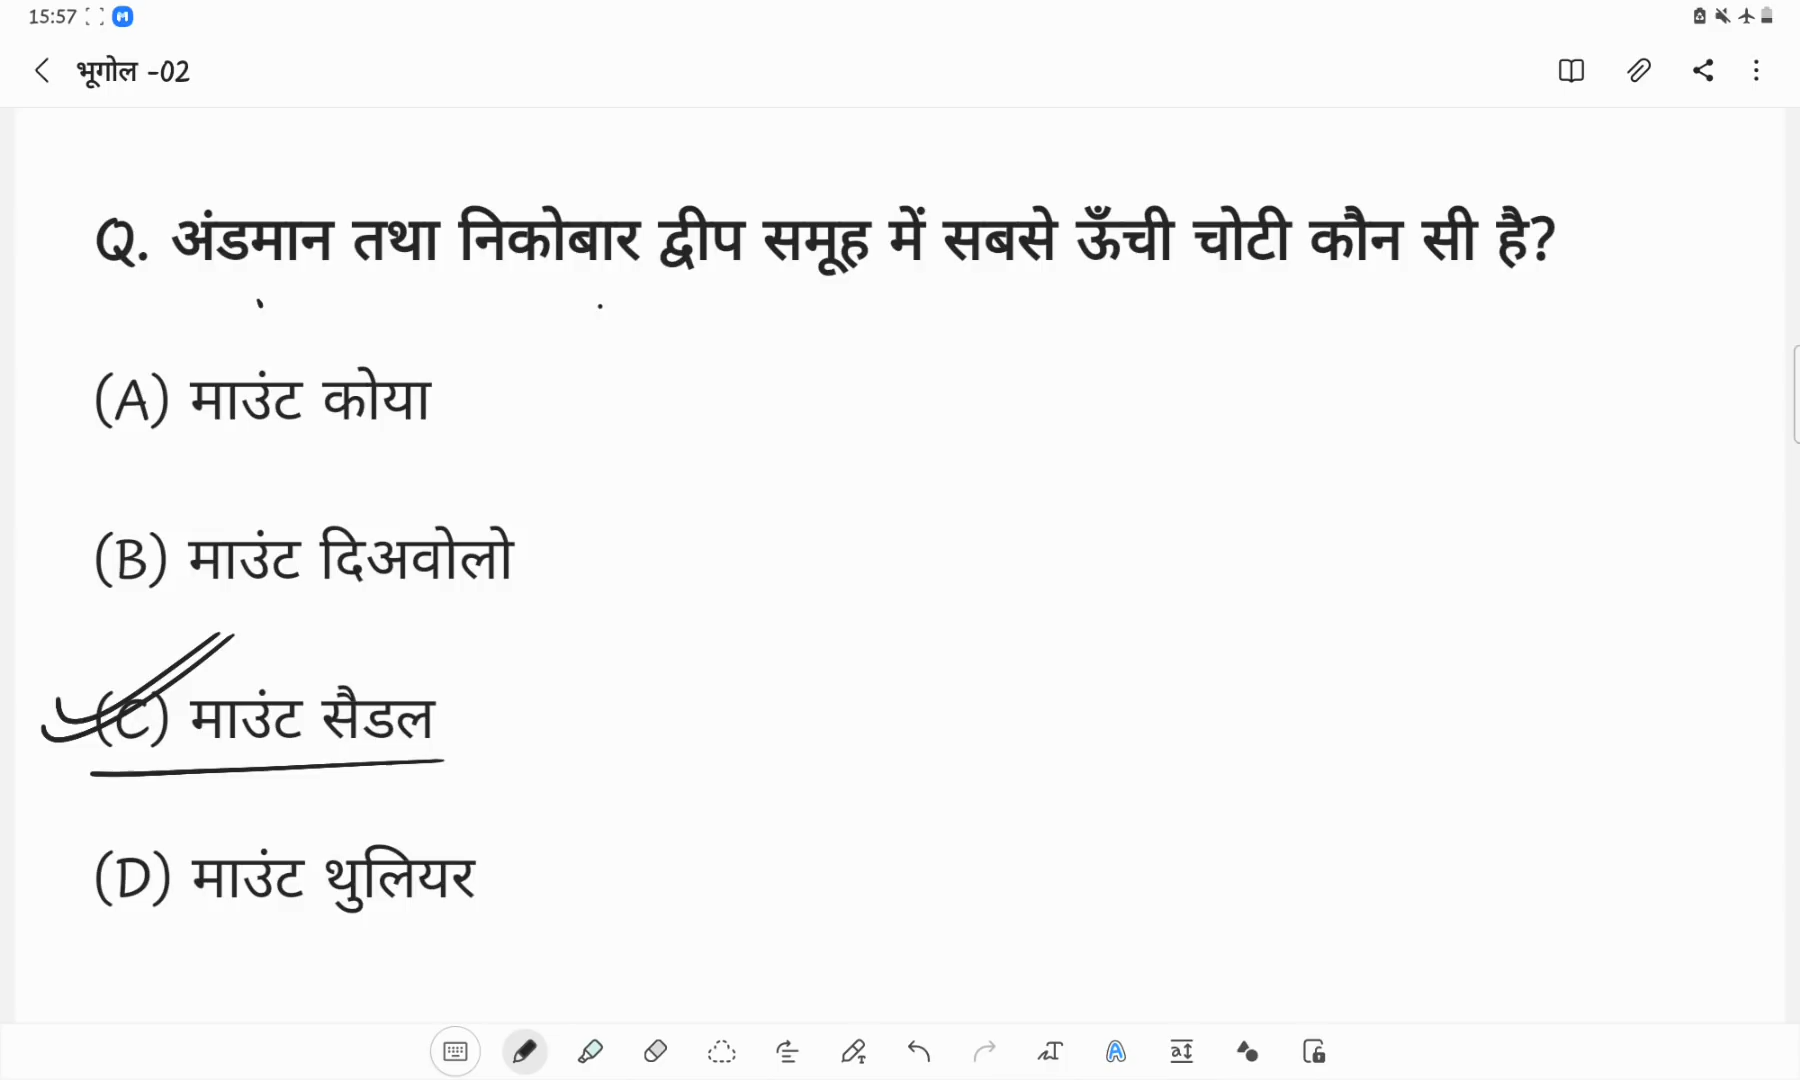 15:57
भूगोल -02
Q. अंडमान तथा निकोबार द्वीप समूह में सबसे ऊँची चोटी कौन सी है?
(A) माउंट कोया
(B) माउंट दिअवोलो
(C) माउंट सैडल
(D) माउंट थुलियर